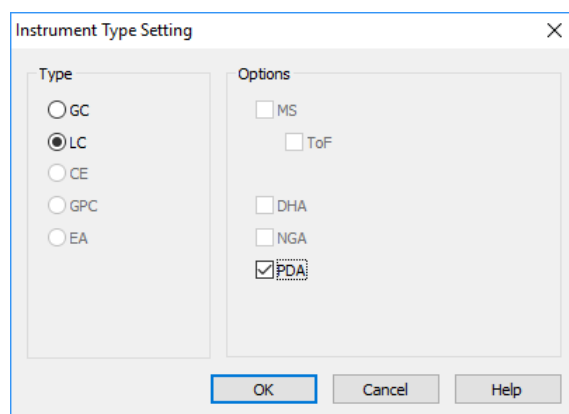 Instrument Type Setting
Type
GC
LC
CE
GPC
EA
Options
MS
ToF
DHA
NGA
PDA
OK
Cancel
Help